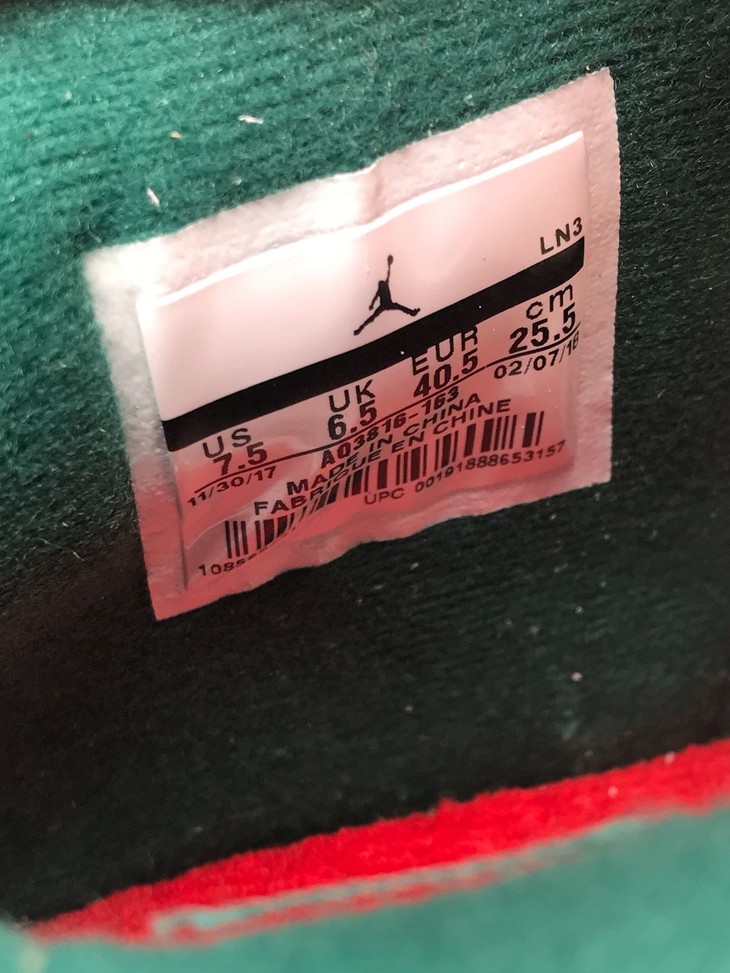 LN3
US UK EUR cm
7.5 6.5 40.5 25.5
11/30/17 AO3816-163 02/07/18
MADE IN CHINA
FABRIQUE EN CHINE
UPC 00191888653157